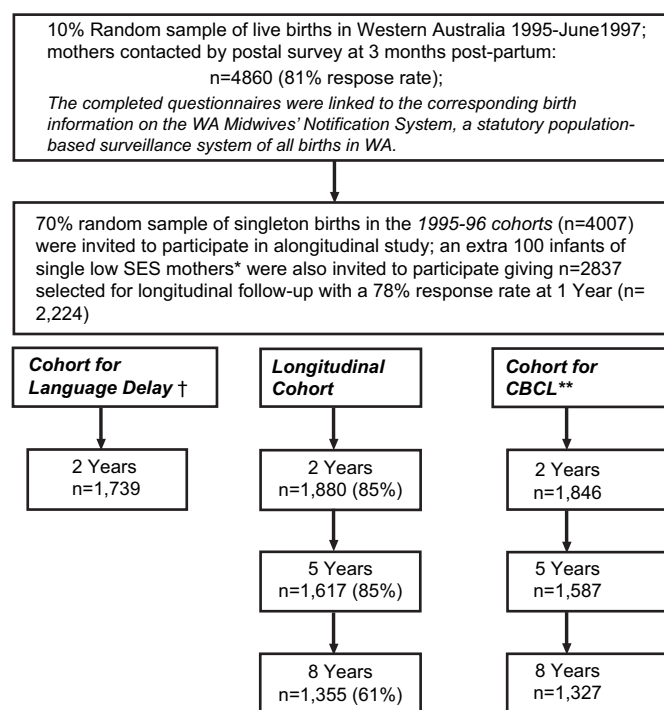 10% Random sample of live births in Western Australia 1995-June1997;
mothers contacted by postal survey at 3 months post-partum:
n=4860 (81% respose rate);
The completed questionnaires were linked to the corresponding birth
information on the WA Midwives' Notification System, a statutory population-
based surveillance system of all births in WA.
70% random sample of singleton births in the 1995-96 cohorts (n=4007)
were invited to participate in alongitudinal study; an extra 100 infants of
single low SES mothers* were also invited to participate giving n=2837
selected for longitudinal follow-up with a 78% response rate at 1 Year (n=
2,224)
Cohort for
Language Delay †
2 Years
n=1,739
Longitudinal
Cohort
2 Years
n=1,880 (85%)
5 Years
n=1,617 (85%)
8 Years
n=1,355 (61%)
Cohort for
CBCL**
2 Years
n=1,846
5 Years
n=1,587
8 Years
n=1,327